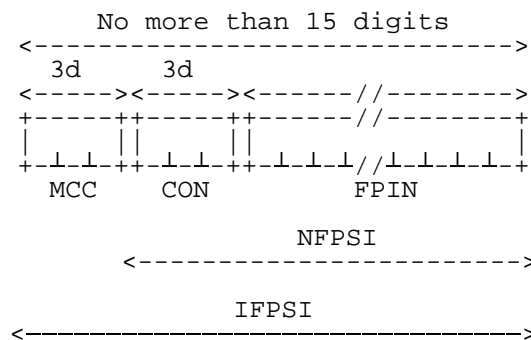 No more than 15 digits
3d 3d
MCC CON FPIN
NFPSI
IFPSI